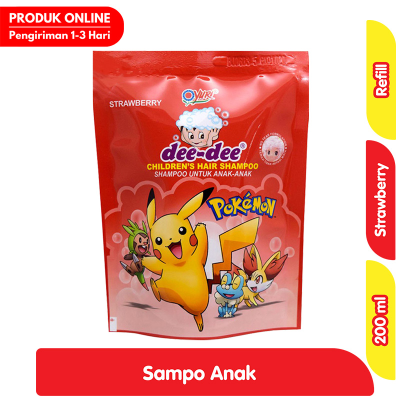 PRODUK ONLINE
Pengiriman 1-3 Hari
YURI
STRAWBERRY
dee-dee®
CHILDREN'S HAIR SHAMPOO
SHAMPOO UNTUK ANAK-ANAK
POKéMON
Refill
Strawberry
200 ml
Sampo Anak